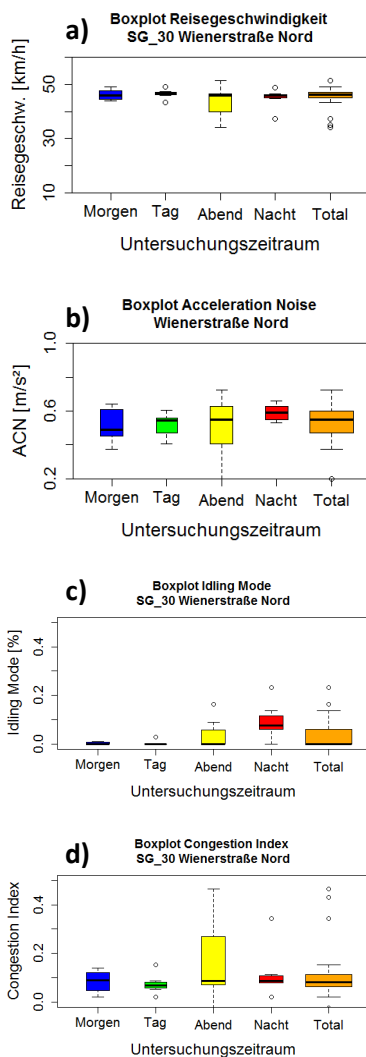 a)
Boxplot Reisegeschwindigkeit
SG_30 Wienerstraße Nord
Reisegeschw. [km/h]
50
30
10
Morgen Tag Abend Nacht Total
Untersuchungszeitraum
b)
Boxplot Acceleration Noise
Wienerstraße Nord
ACN [m/s²]
1.0
0.6
0.2
Morgen Tag Abend Nacht Total
Untersuchungszeitraum
c)
Boxplot Idling Mode
SG_30 Wienerstraße Nord
Idling Mode [%]
0.4
0.2
0.0
Morgen Tag Abend Nacht Total
Untersuchungszeitraum
d)
Boxplot Congestion Index
SG_30 Wienerstraße Nord
Congestion Index
0.4
0.2
0.0
Morgen Tag Abend Nacht Total
Untersuchungszeitraum